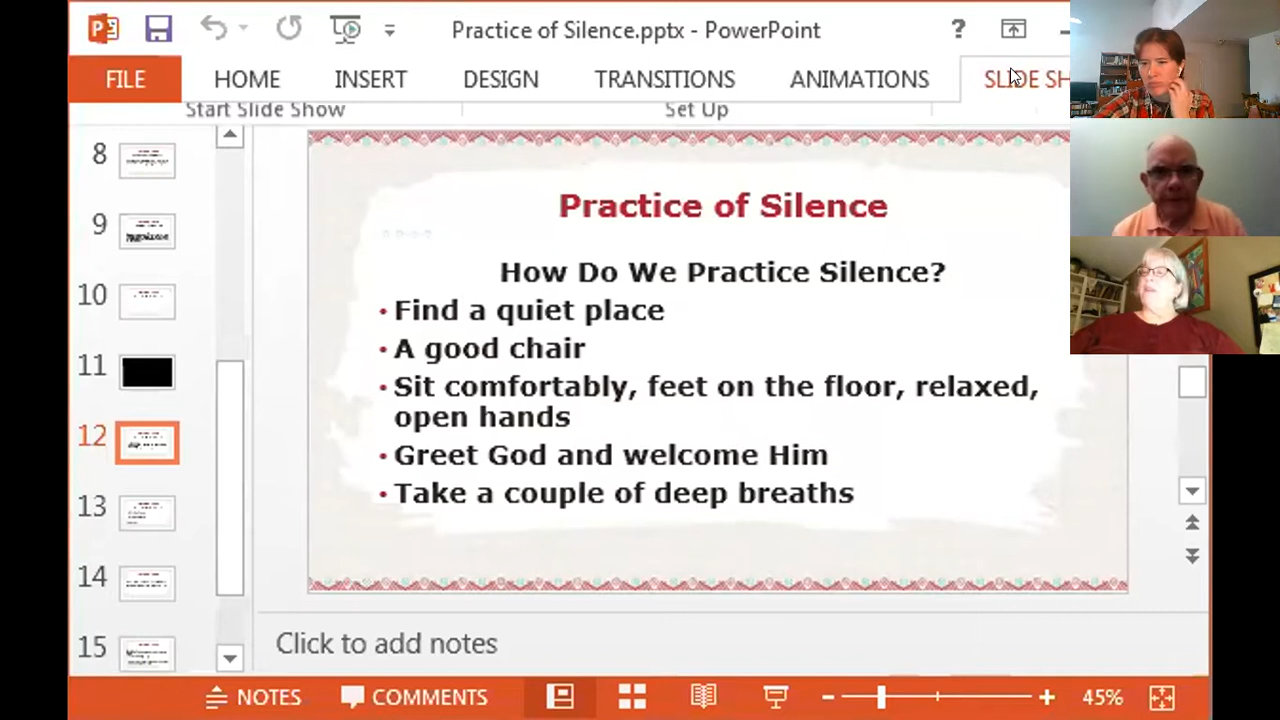 Practice of Silence.pptx - PowerPoint
?
FILE
HOME
INSERT
DESIGN
TRANSITIONS
ANIMATIONS
SLIDE SH
Start Slide Show
Set Up
8
9
10
11
12
13
14
15
Practice of Silence
How Do We Practice Silence?
• Find a quiet place
• A good chair
• Sit comfortably, feet on the floor, relaxed,
open hands
• Greet God and welcome Him
• Take a couple of deep breaths
Click to add notes
NOTES
COMMENTS
45%